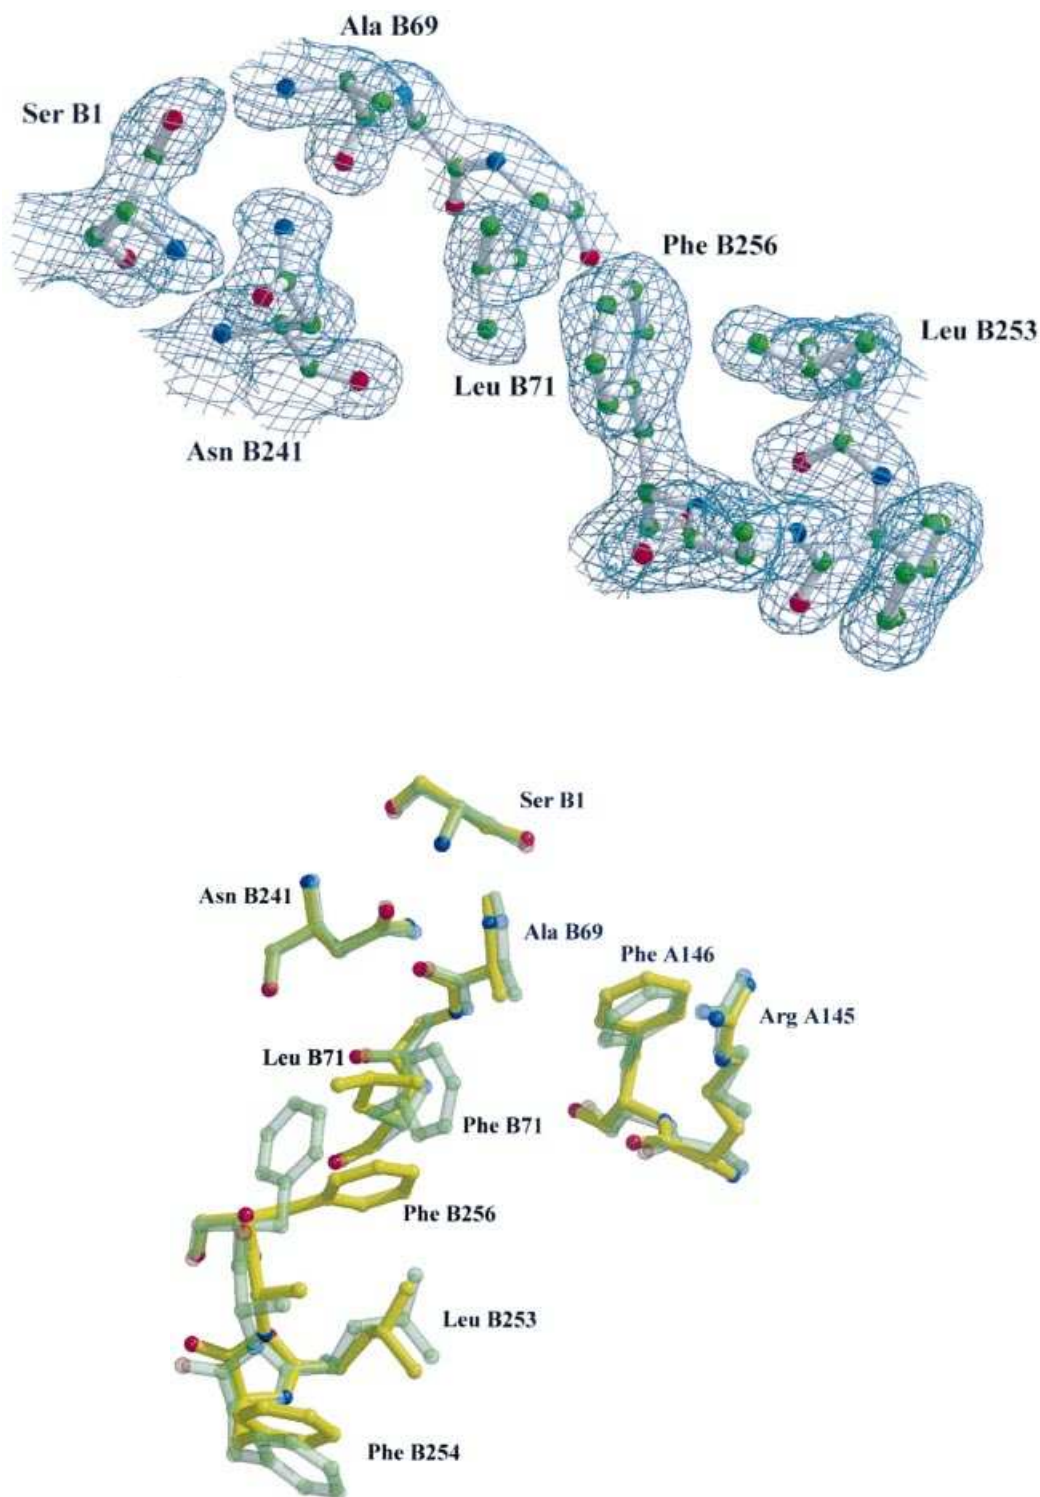 Ala B69
Ser B1
Phe B256
Leu B253
Leu B71
Asn B241
Ser B1
Asn B241
Ala B69
Phe A146
Arg A145
Leu B71
Phe B71
Phe B256
Leu B253
Phe B254